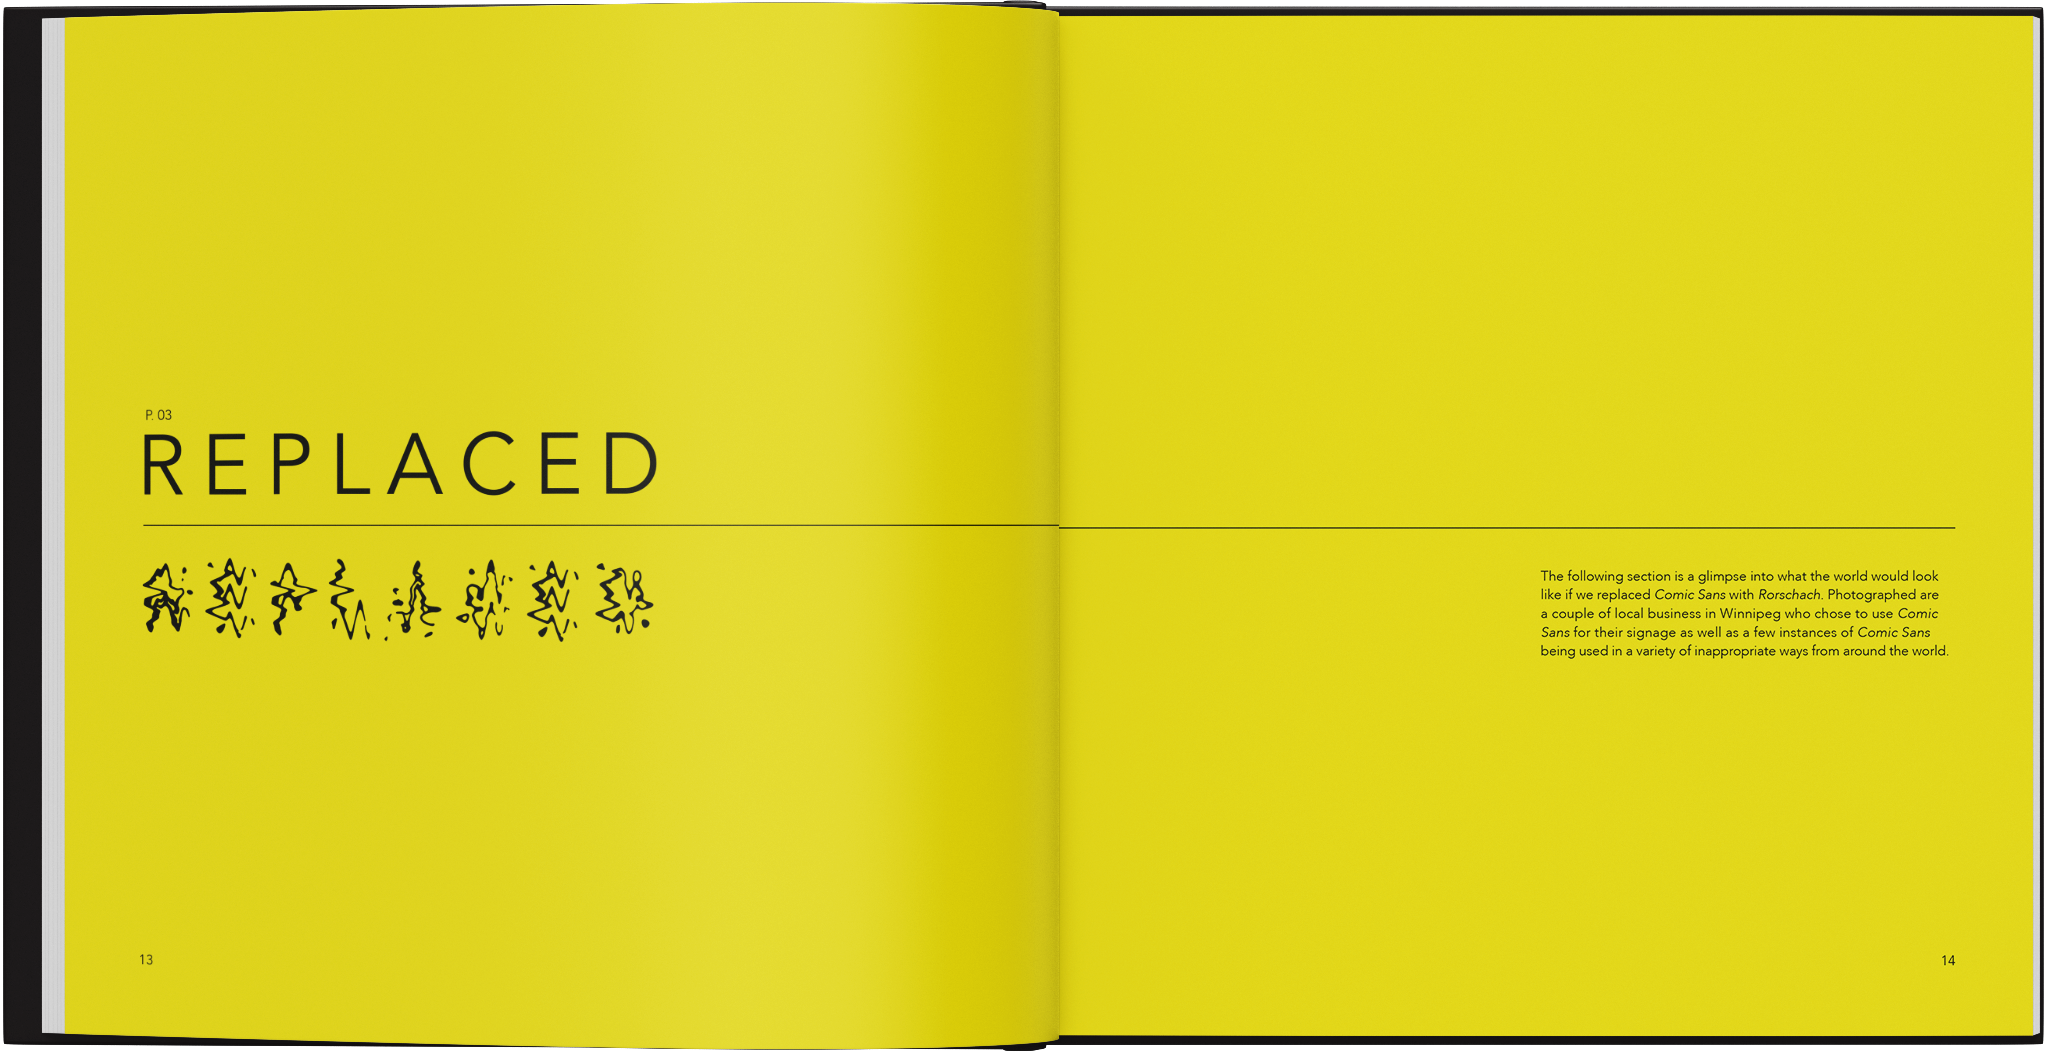 P. 03
REPLACED
The following section is a glimpse into what the world would look
like if we replaced Comic Sans with Rorschach. Photographed are
a couple of local business in Winnipeg who chose to use Comic
Sans for their signage as well as a few instances of Comic Sans
being used in a variety of inappropriate ways from around the world.
13
14